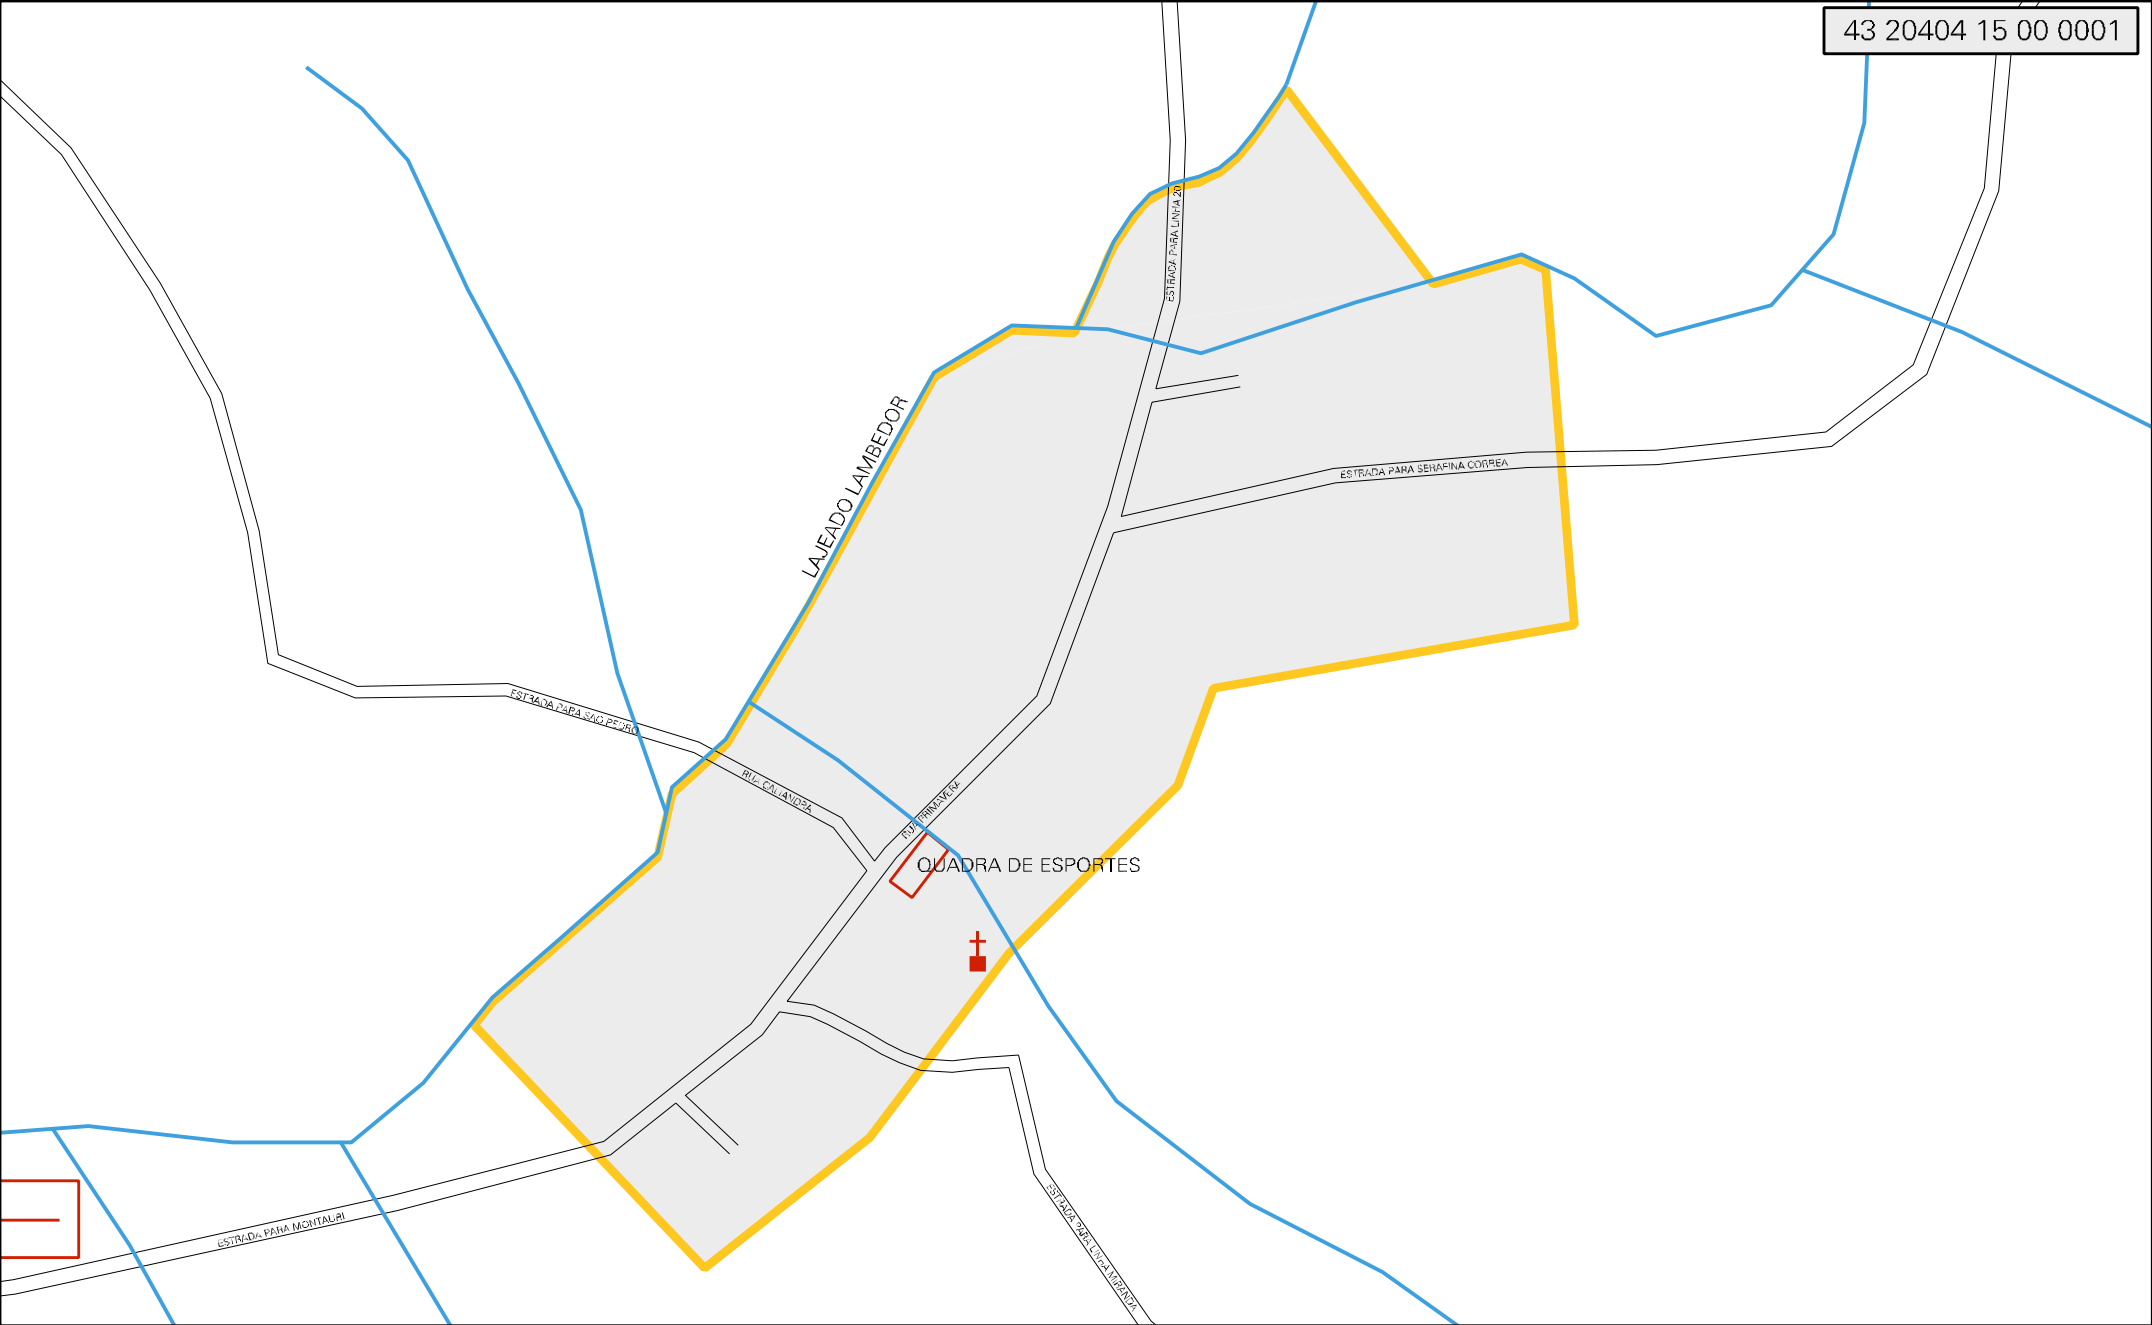 43 20404 15 00 0001
ESTRADA PARA LINHA 20
LAJEADO LAMBEDOR
ESTRADA PARA SERAFINA CORREA
ESTRADA PARA SAO PEDRO
RUA CALIANDRA
RUA PRIMAVERA
QUADRA DE ESPORTES
ESTRADA PARA MONTAURI
ESTRADA PARA LINHA MIRANDA